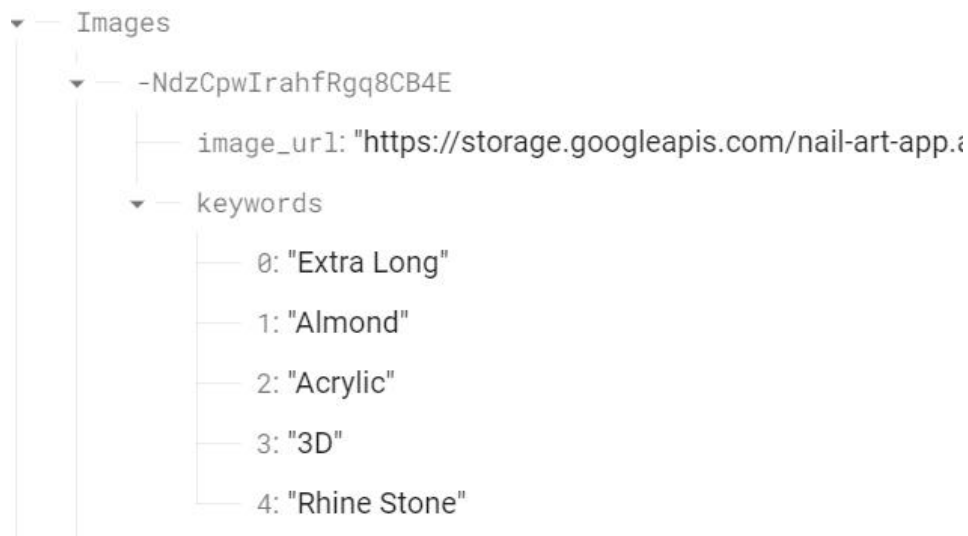 Images
-NdzCpwIrahfRgq8CB4E
image_url: "https://storage.googleapis.com/nail-art-app.a
keywords
0: "Extra Long"
1: "Almond"
2: "Acrylic"
3: "3D"
4: "Rhine Stone"